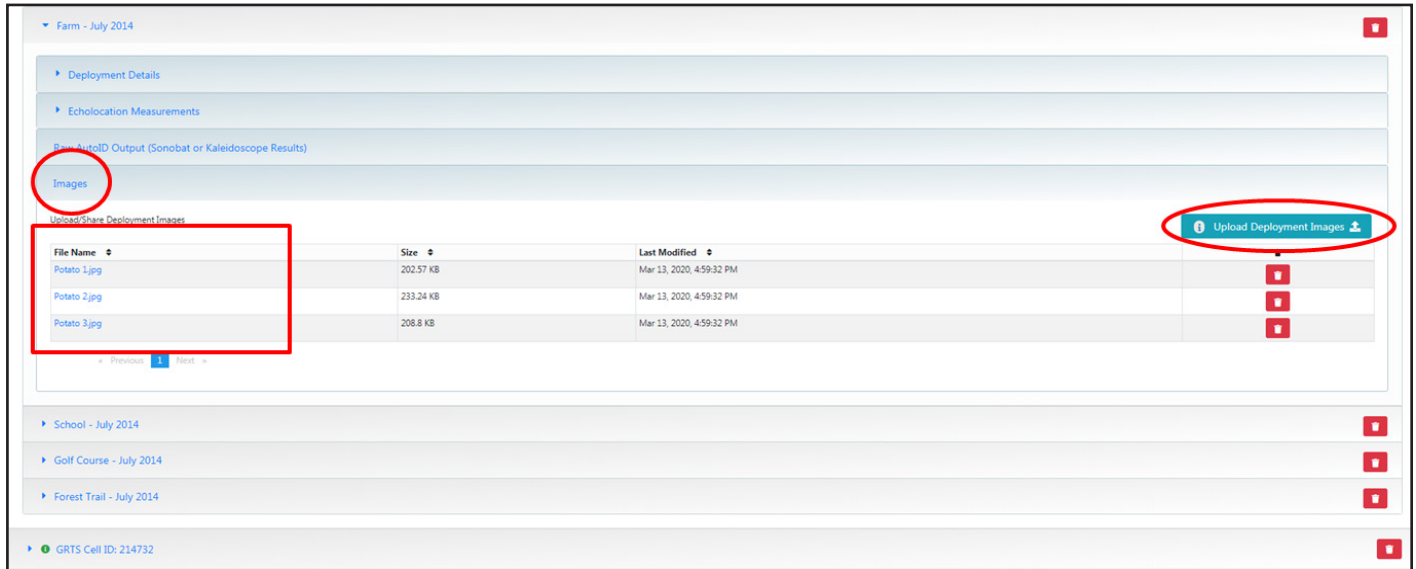 Farm - July 2014
Deployment Details
Echolocation Measurements
Raw AutoID Output (Sonobat or Kaleidoscope Results)
Images
Upload/Share Deployment Images
Upload Deployment Images
File Name Size Last Modified
Potato 1.jpg 202.57 KB Mar 13, 2020, 4:59:32 PM
Potato 2.jpg 233.24 KB Mar 13, 2020, 4:59:32 PM
Potato 3.jpg 208.8 KB Mar 13, 2020, 4:59:32 PM
« Previous 1 Next »
School - July 2014
Golf Course - July 2014
Forest Trail - July 2014
GRTS Cell ID: 214732